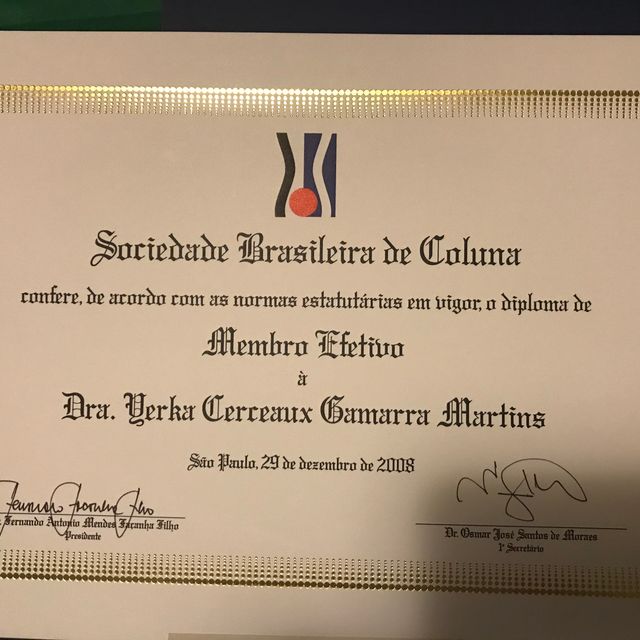 Sociedade Brasileira de Coluna
confere, de acordo com as normas estatutárias em vigor, o diploma de
Membro Efetivo
à
Dra. Yerka Cerceaux Gamarra Martins
São Paulo, 29 de dezembro de 2008
Fernando Antonio Mendes Façanha Filho
Presidente
Dr. Osmar José Santos de Moraes
1º Secretário